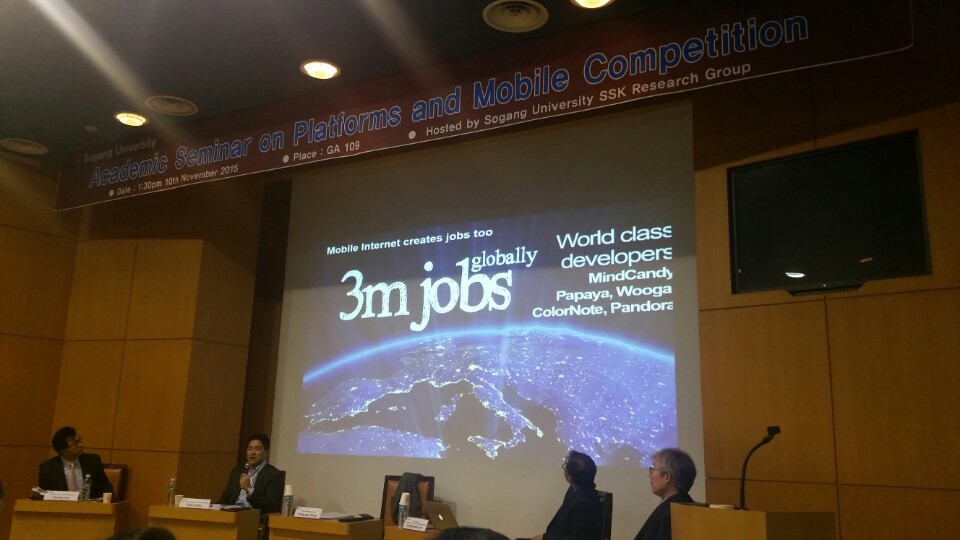 Sogang University
Academic Seminar on Platforms and Mobile Competition
● Date : 1:30pm 10th November 2015
● Place : GA 109
● Hosted by Sogang University SSK Research Group
Mobile Internet creates jobs too
3m jobs globally
World class
developers
MindCandy
Papaya, Wooga
ColorNote, Pandora